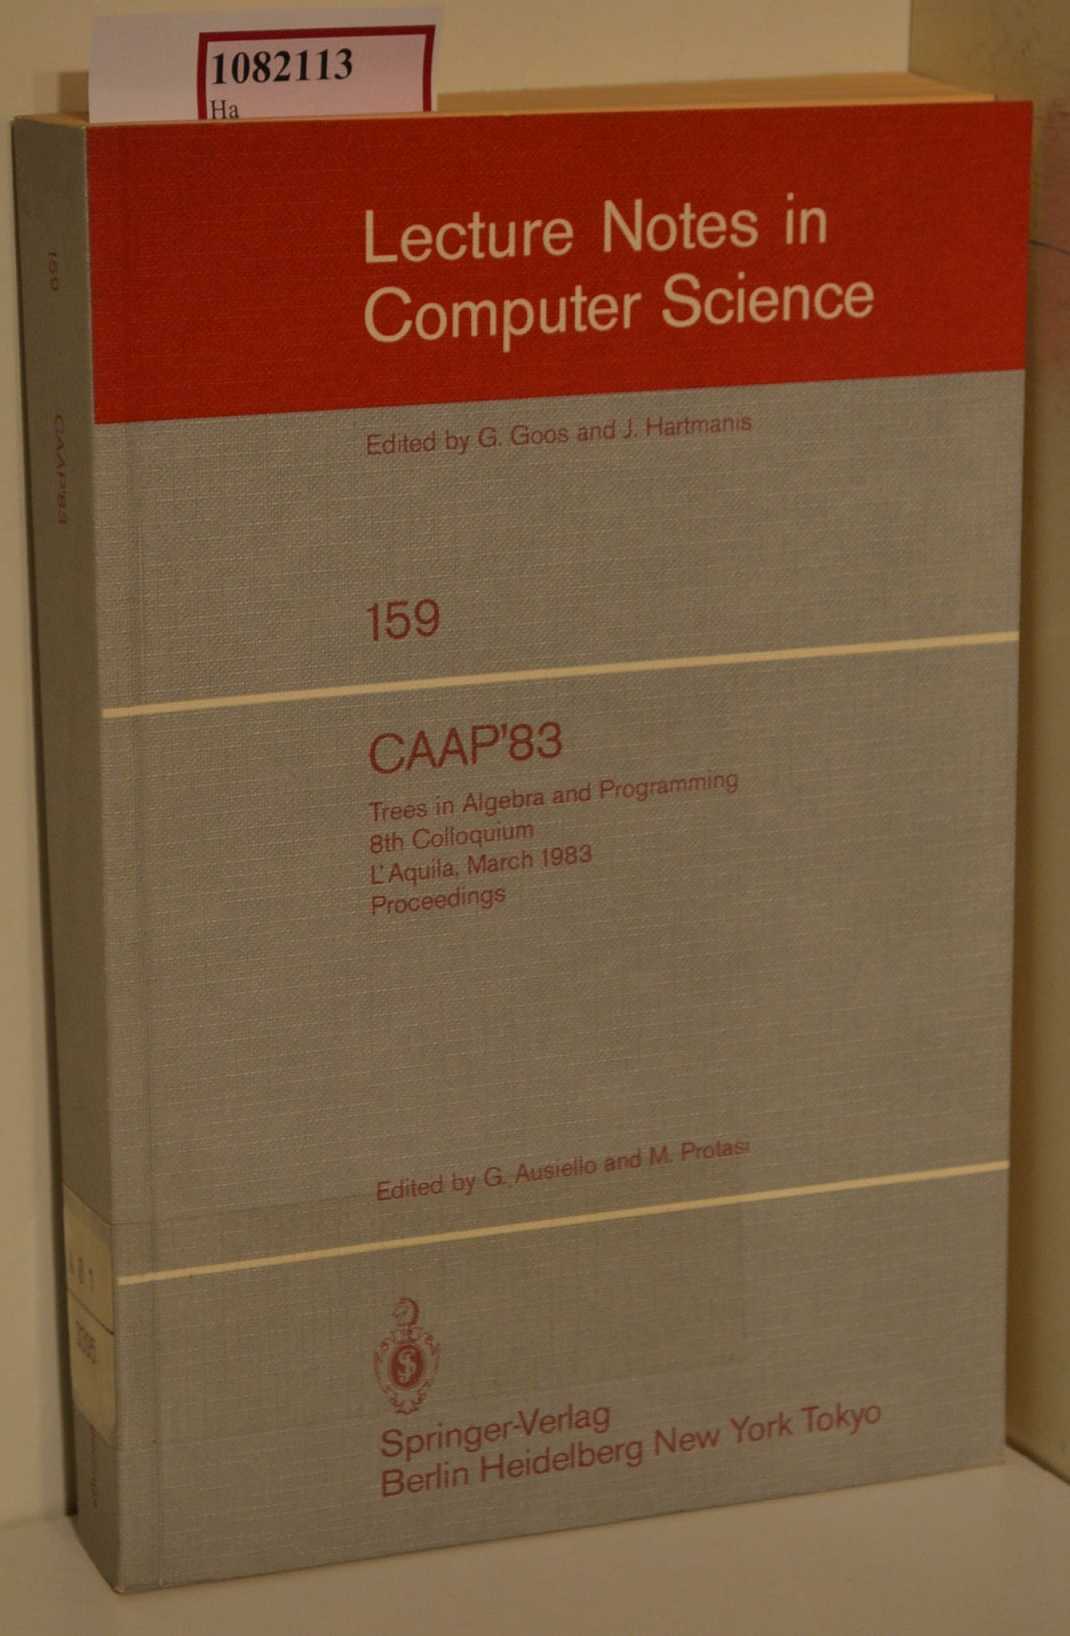 1082113
Ha
Lecture Notes in
Computer Science
Edited by G. Goos and J. Hartmanis
159
CAAP'83
Trees in Algebra and Programming
8th Colloquium
L'Aquila, March 1983
Proceedings
Edited by G. Ausiello and M. Protasi
Springer-Verlag
Berlin Heidelberg New York Tokyo
159
CAAP'83